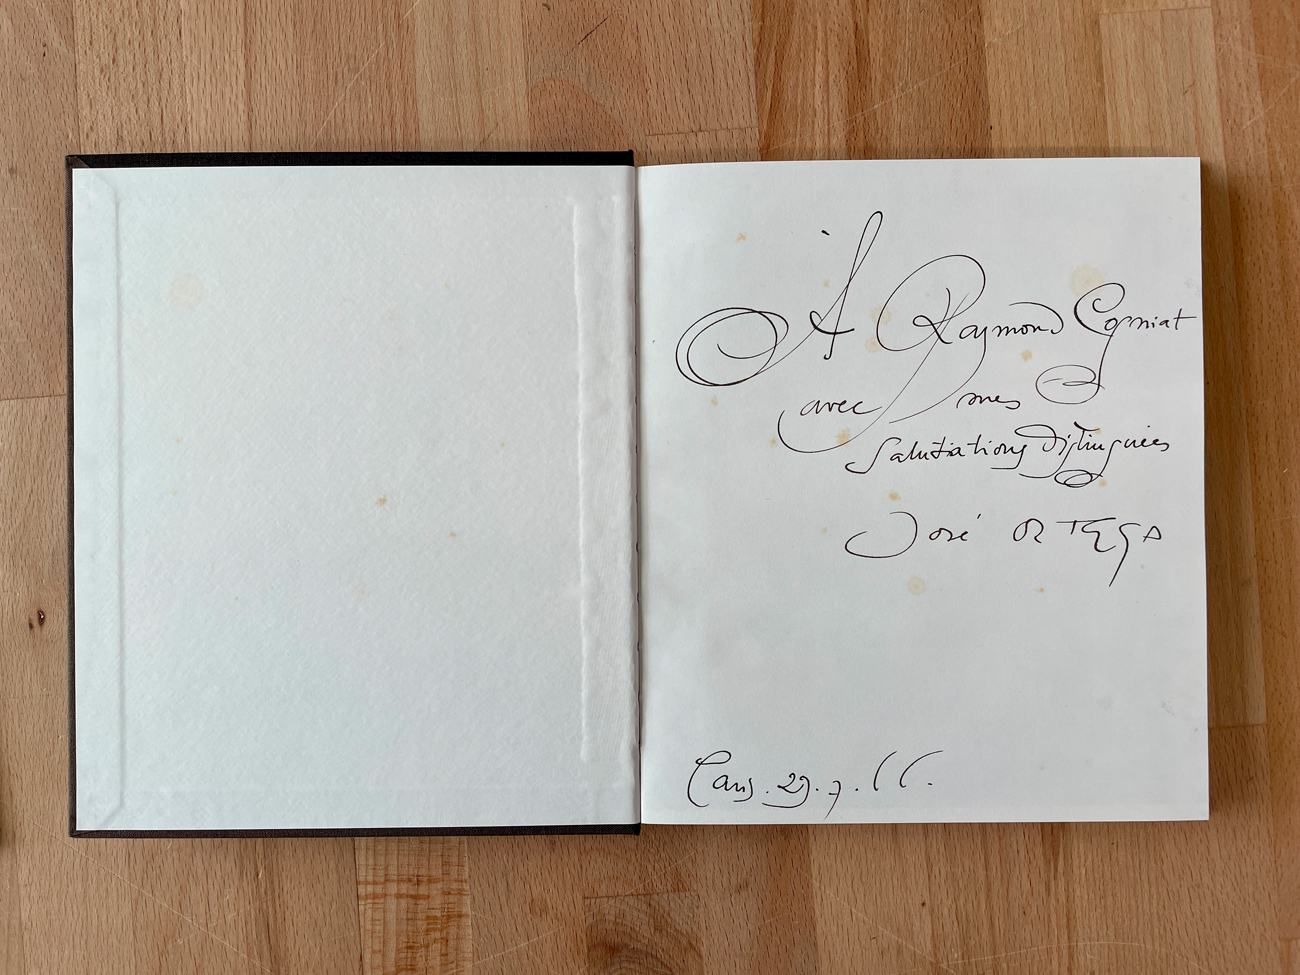 À Raymond Cogniat
avec mes
Salutations Distinguées
José ORTEGA
Paris. 29.7.66.